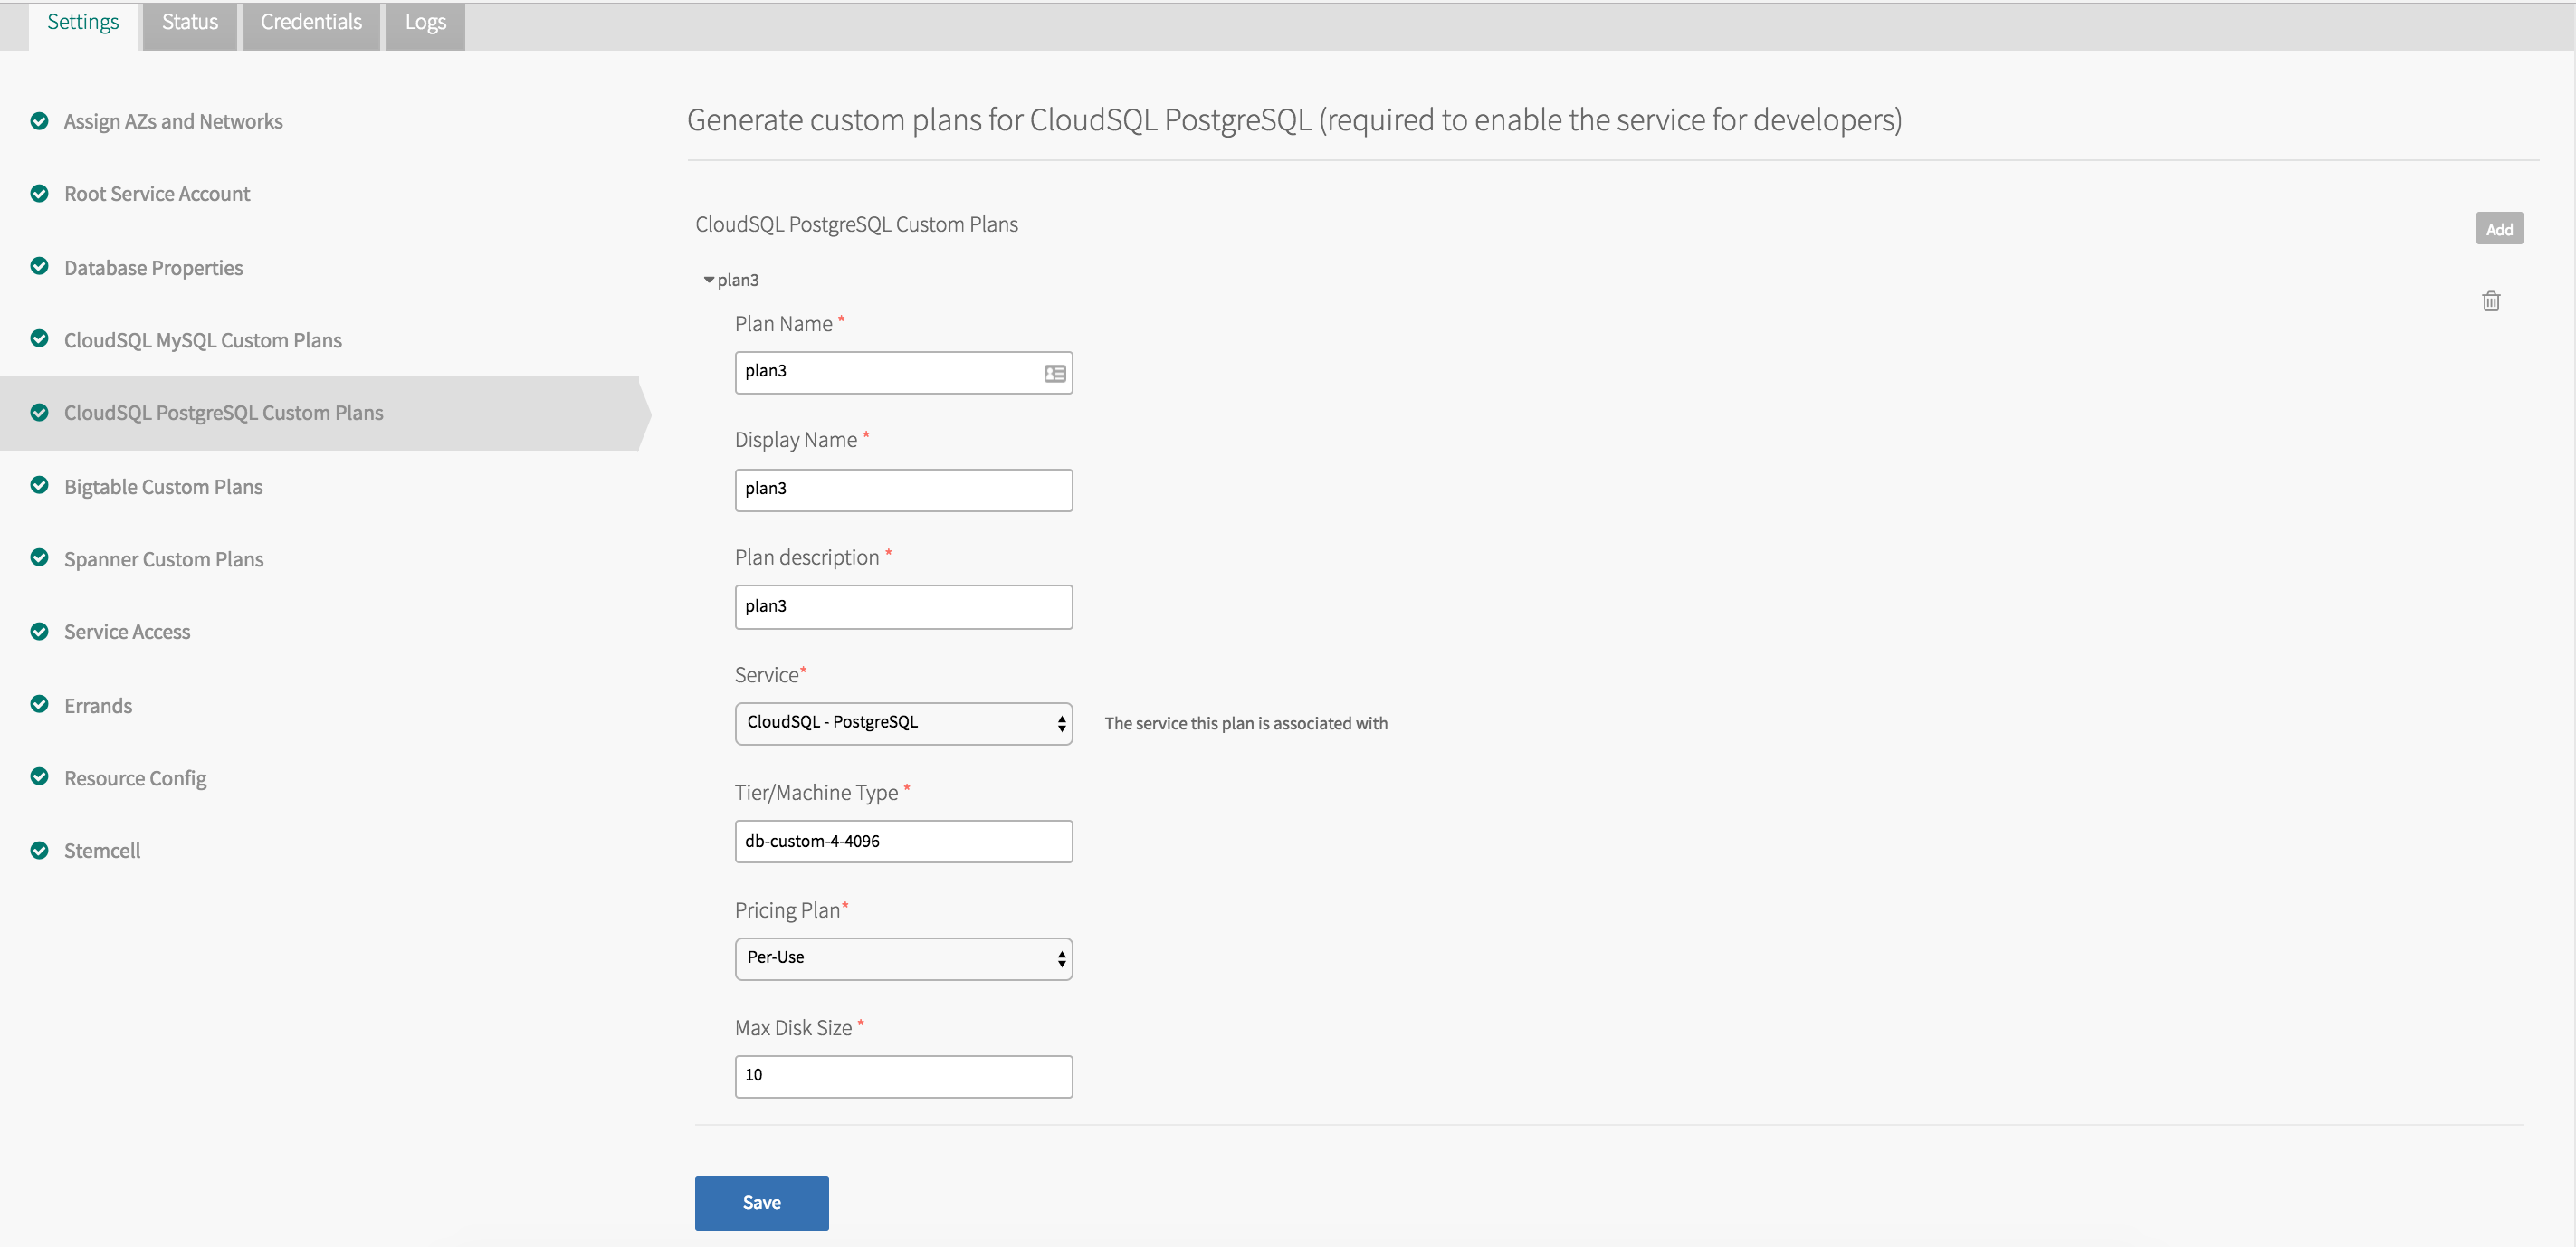 Settings Status Credentials Logs
Assign AZs and Networks
Root Service Account
Database Properties
CloudSQL MySQL Custom Plans
CloudSQL PostgreSQL Custom Plans
Bigtable Custom Plans
Spanner Custom Plans
Service Access
Errands
Resource Config
Stemcell
Generate custom plans for CloudSQL PostgreSQL (required to enable the service for developers)
CloudSQL PostgreSQL Custom Plans
Add
plan3
Plan Name *
plan3
Display Name *
plan3
Plan description *
plan3
Service*
CloudSQL - PostgreSQL
The service this plan is associated with
Tier/Machine Type *
db-custom-4-4096
Pricing Plan*
Per-Use
Max Disk Size *
10
Save